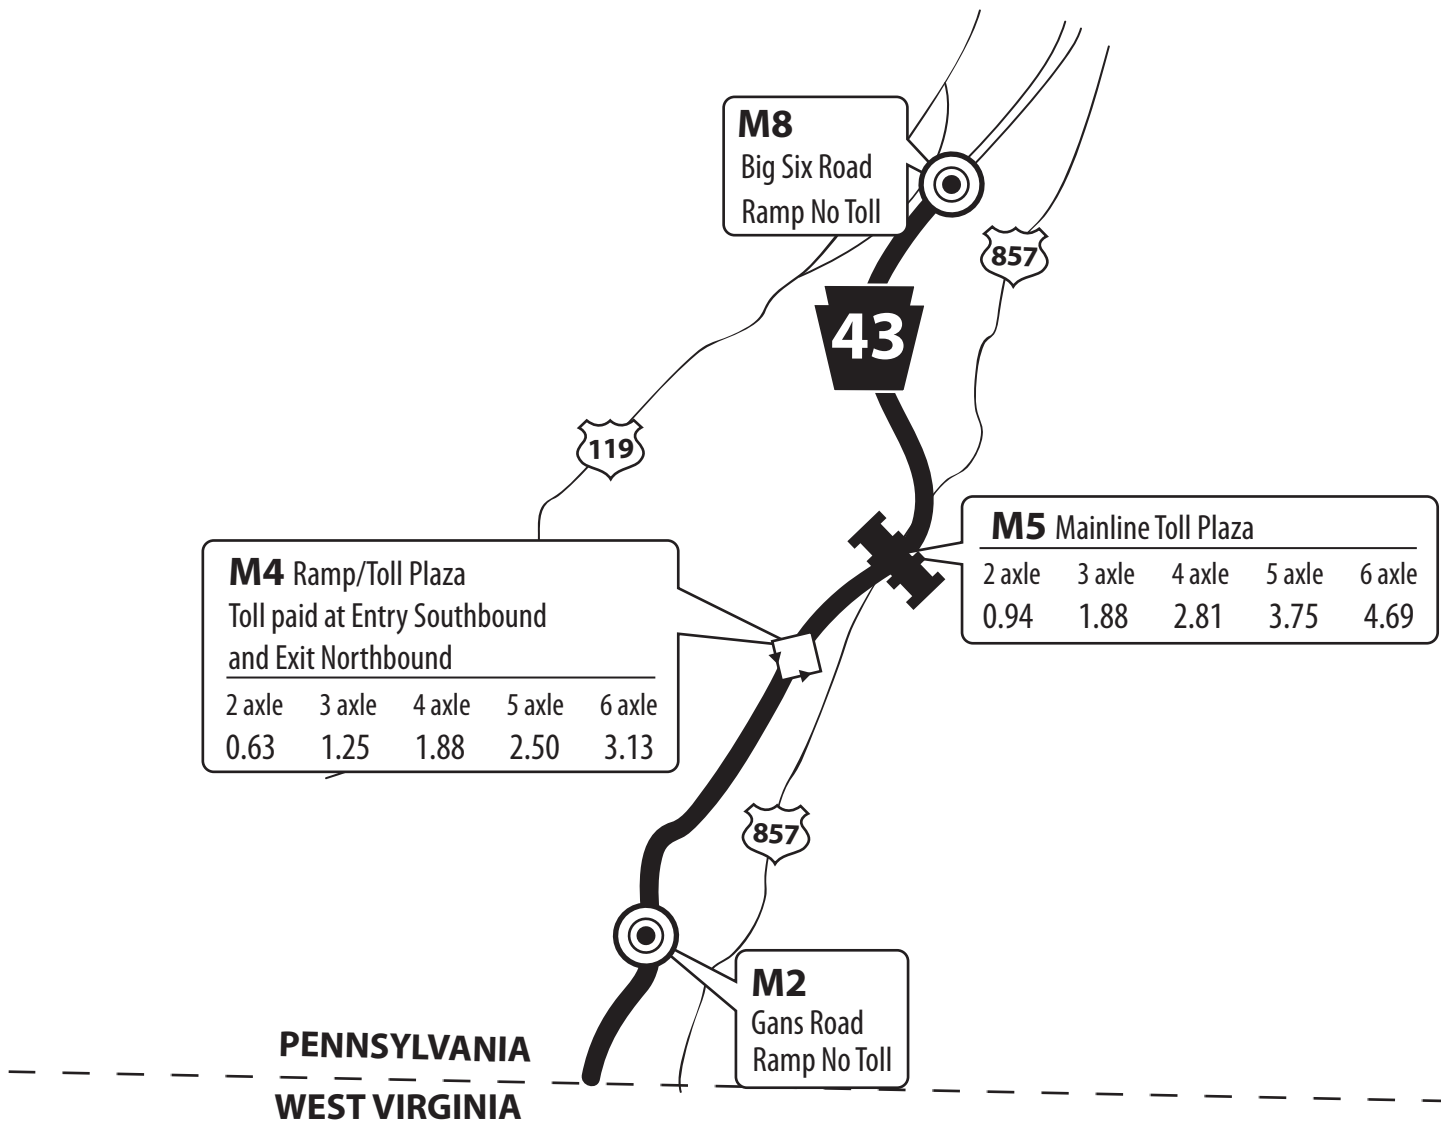 M8
Big Six Road
Ramp No Toll
857
43
119
M5 Mainline Toll Plaza
2 axle 3 axle 4 axle 5 axle 6 axle
0.94 1.88 2.81 3.75 4.69
M4 Ramp/Toll Plaza
Toll paid at Entry Southbound
and Exit Northbound
2 axle 3 axle 4 axle 5 axle 6 axle
0.63 1.25 1.88 2.50 3.13
857
M2
Gans Road
Ramp No Toll
PENNSYLVANIA
WEST VIRGINIA